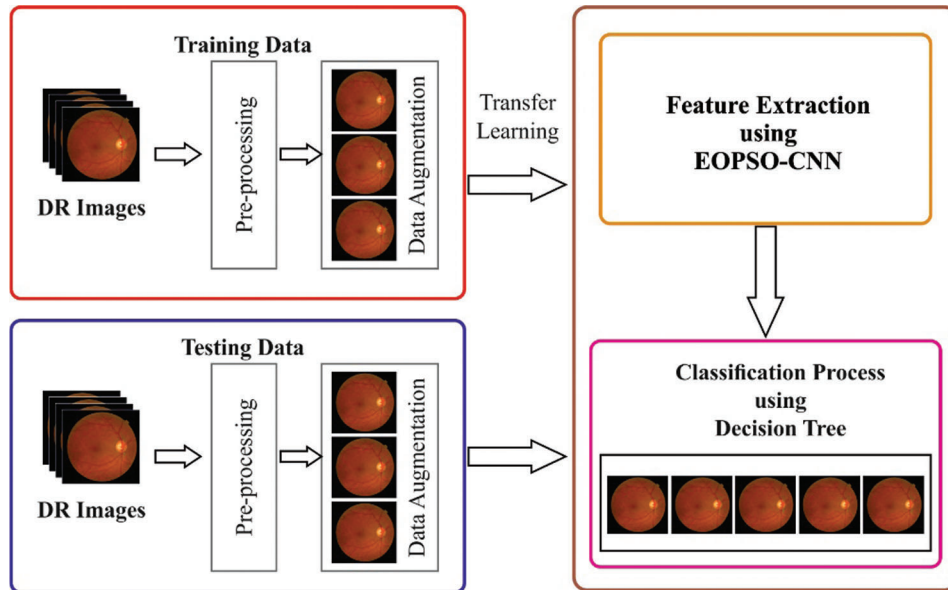 Training Data
DR Images
Pre-processing
Data Augmentation
Transfer
Learning
Feature Extraction
using
EOPSO-CNN
Testing Data
DR Images
Pre-processing
Data Augmentation
Classification Process
using
Decision Tree